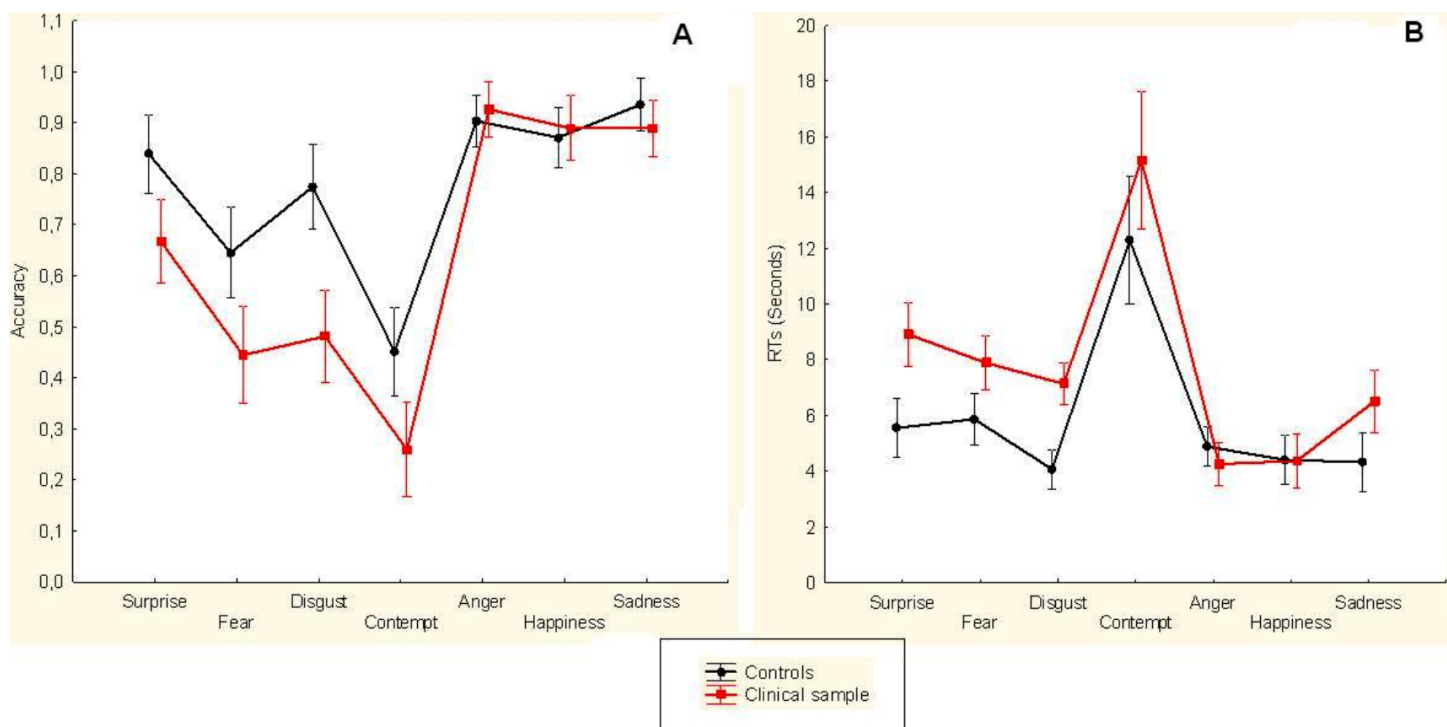 A
1,1
1,0
0,9
0,8
0,7
0,6
0,5
0,4
0,3
0,2
0,1
0,0
Accuracy
Surprise
Fear
Disgust
Contempt
Anger
Happiness
Sadness
B
20
18
16
14
12
10
8
6
4
2
0
RTs (Seconds)
Surprise
Fear
Disgust
Contempt
Anger
Happiness
Sadness
Controls
Clinical sample